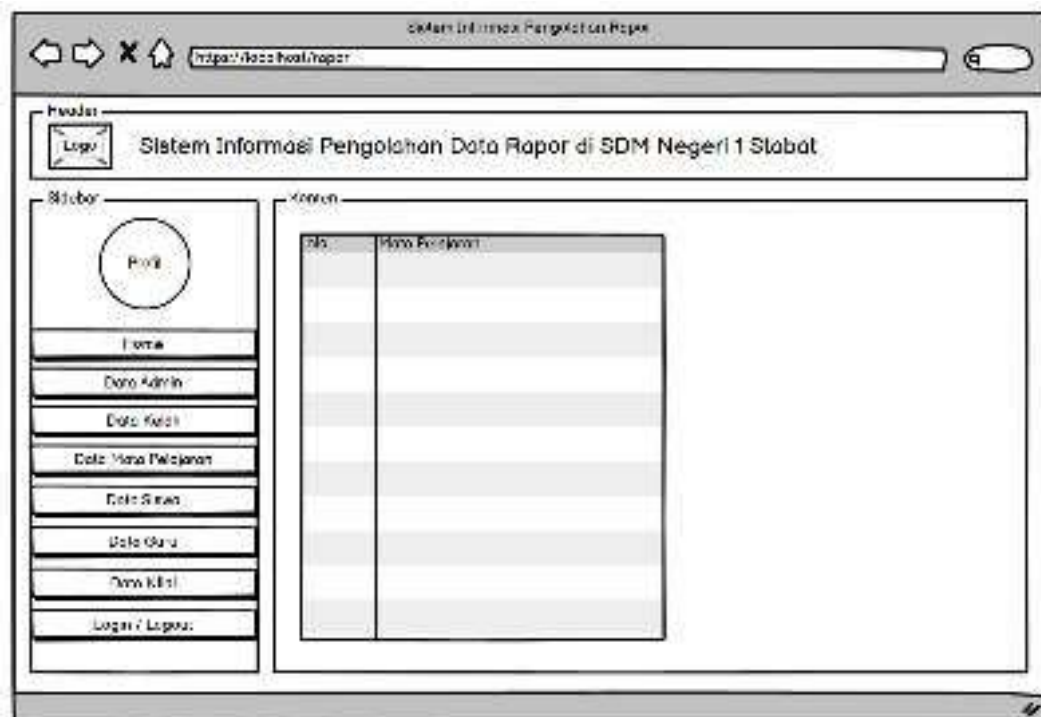 Sistem Informasi Pengolahan Rapor
https://localhost/rapor
Header
Logo
Sistem Informasi Pengolahan Data Rapor di SDM Negeri 1 Stabat
Sidebar
Profil
Home
Data Admin
Data Kelas
Data Mata Pelajaran
Data Siswa
Data Guru
Data Nilai
Login / Logout
Konten
No
Mata Pelajaran